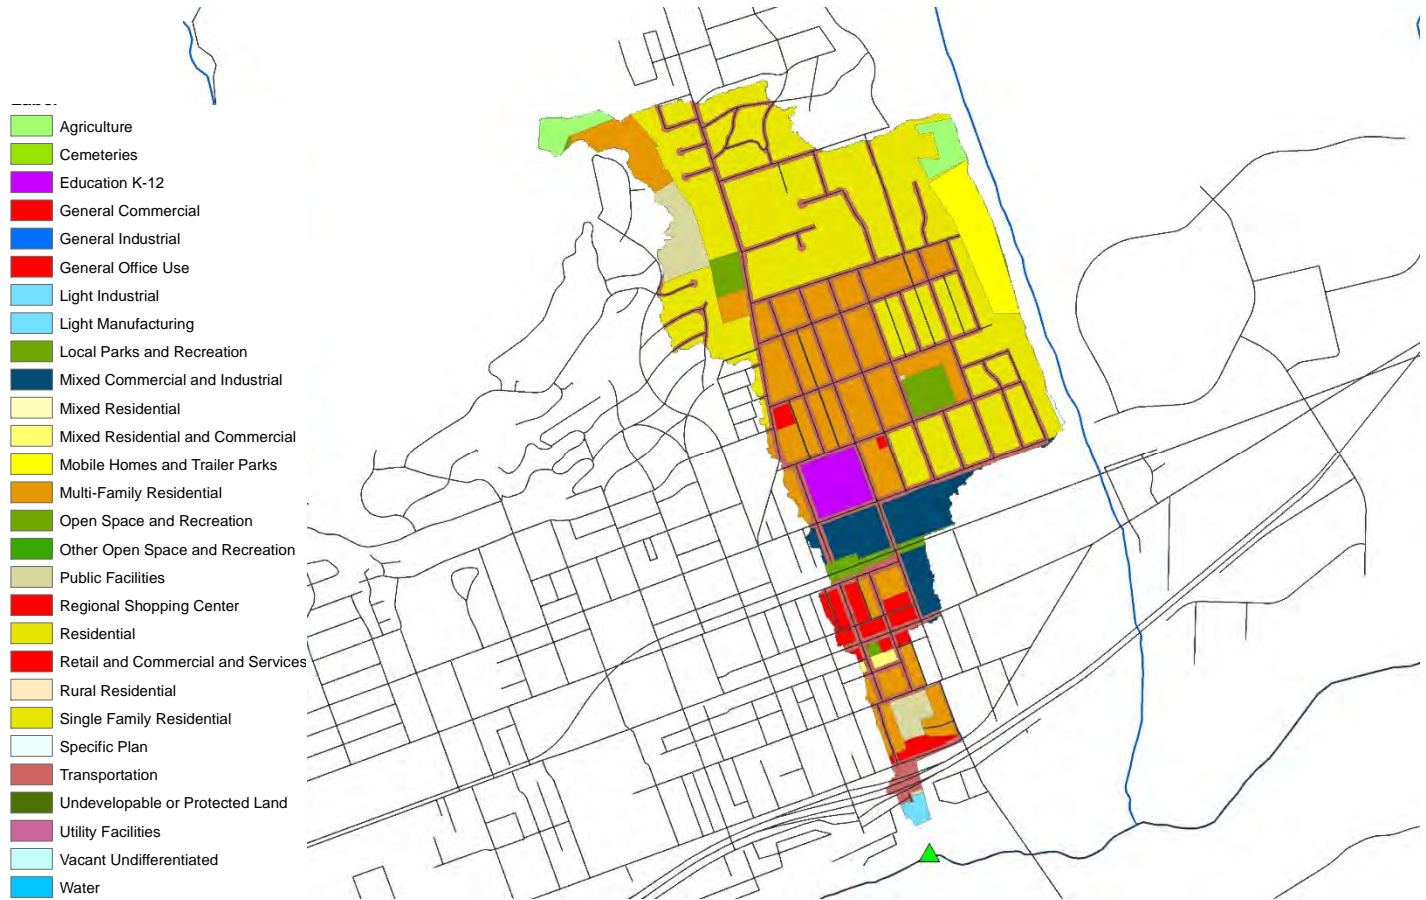 Agriculture
Cemeteries
Education K-12
General Commercial
General Industrial
General Office Use
Light Industrial
Light Manufacturing
Local Parks and Recreation
Mixed Commercial and Industrial
Mixed Residential
Mixed Residential and Commercial
Mobile Homes and Trailer Parks
Multi-Family Residential
Open Space and Recreation
Other Open Space and Recreation
Public Facilities
Regional Shopping Center
Residential
Retail and Commercial and Services
Rural Residential
Single Family Residential
Specific Plan
Transportation
Undevelopable or Protected Land
Utility Facilities
Vacant Undifferentiated
Water